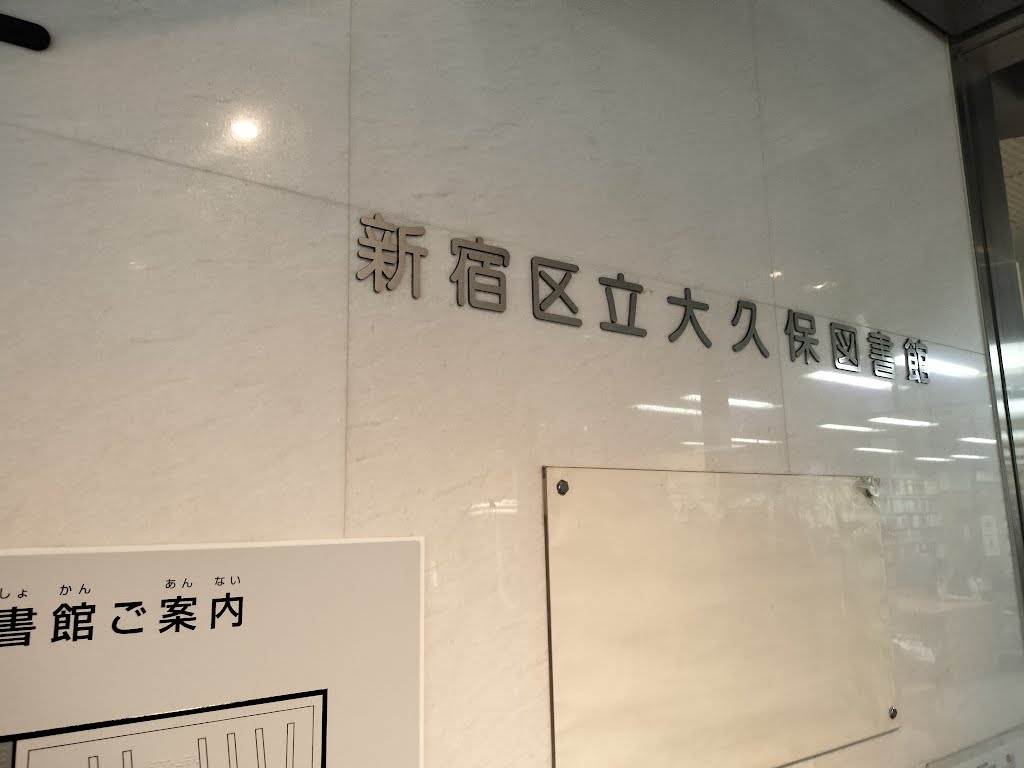 新宿区立大久保図書館
しょ かん あん ない
書館ご案内